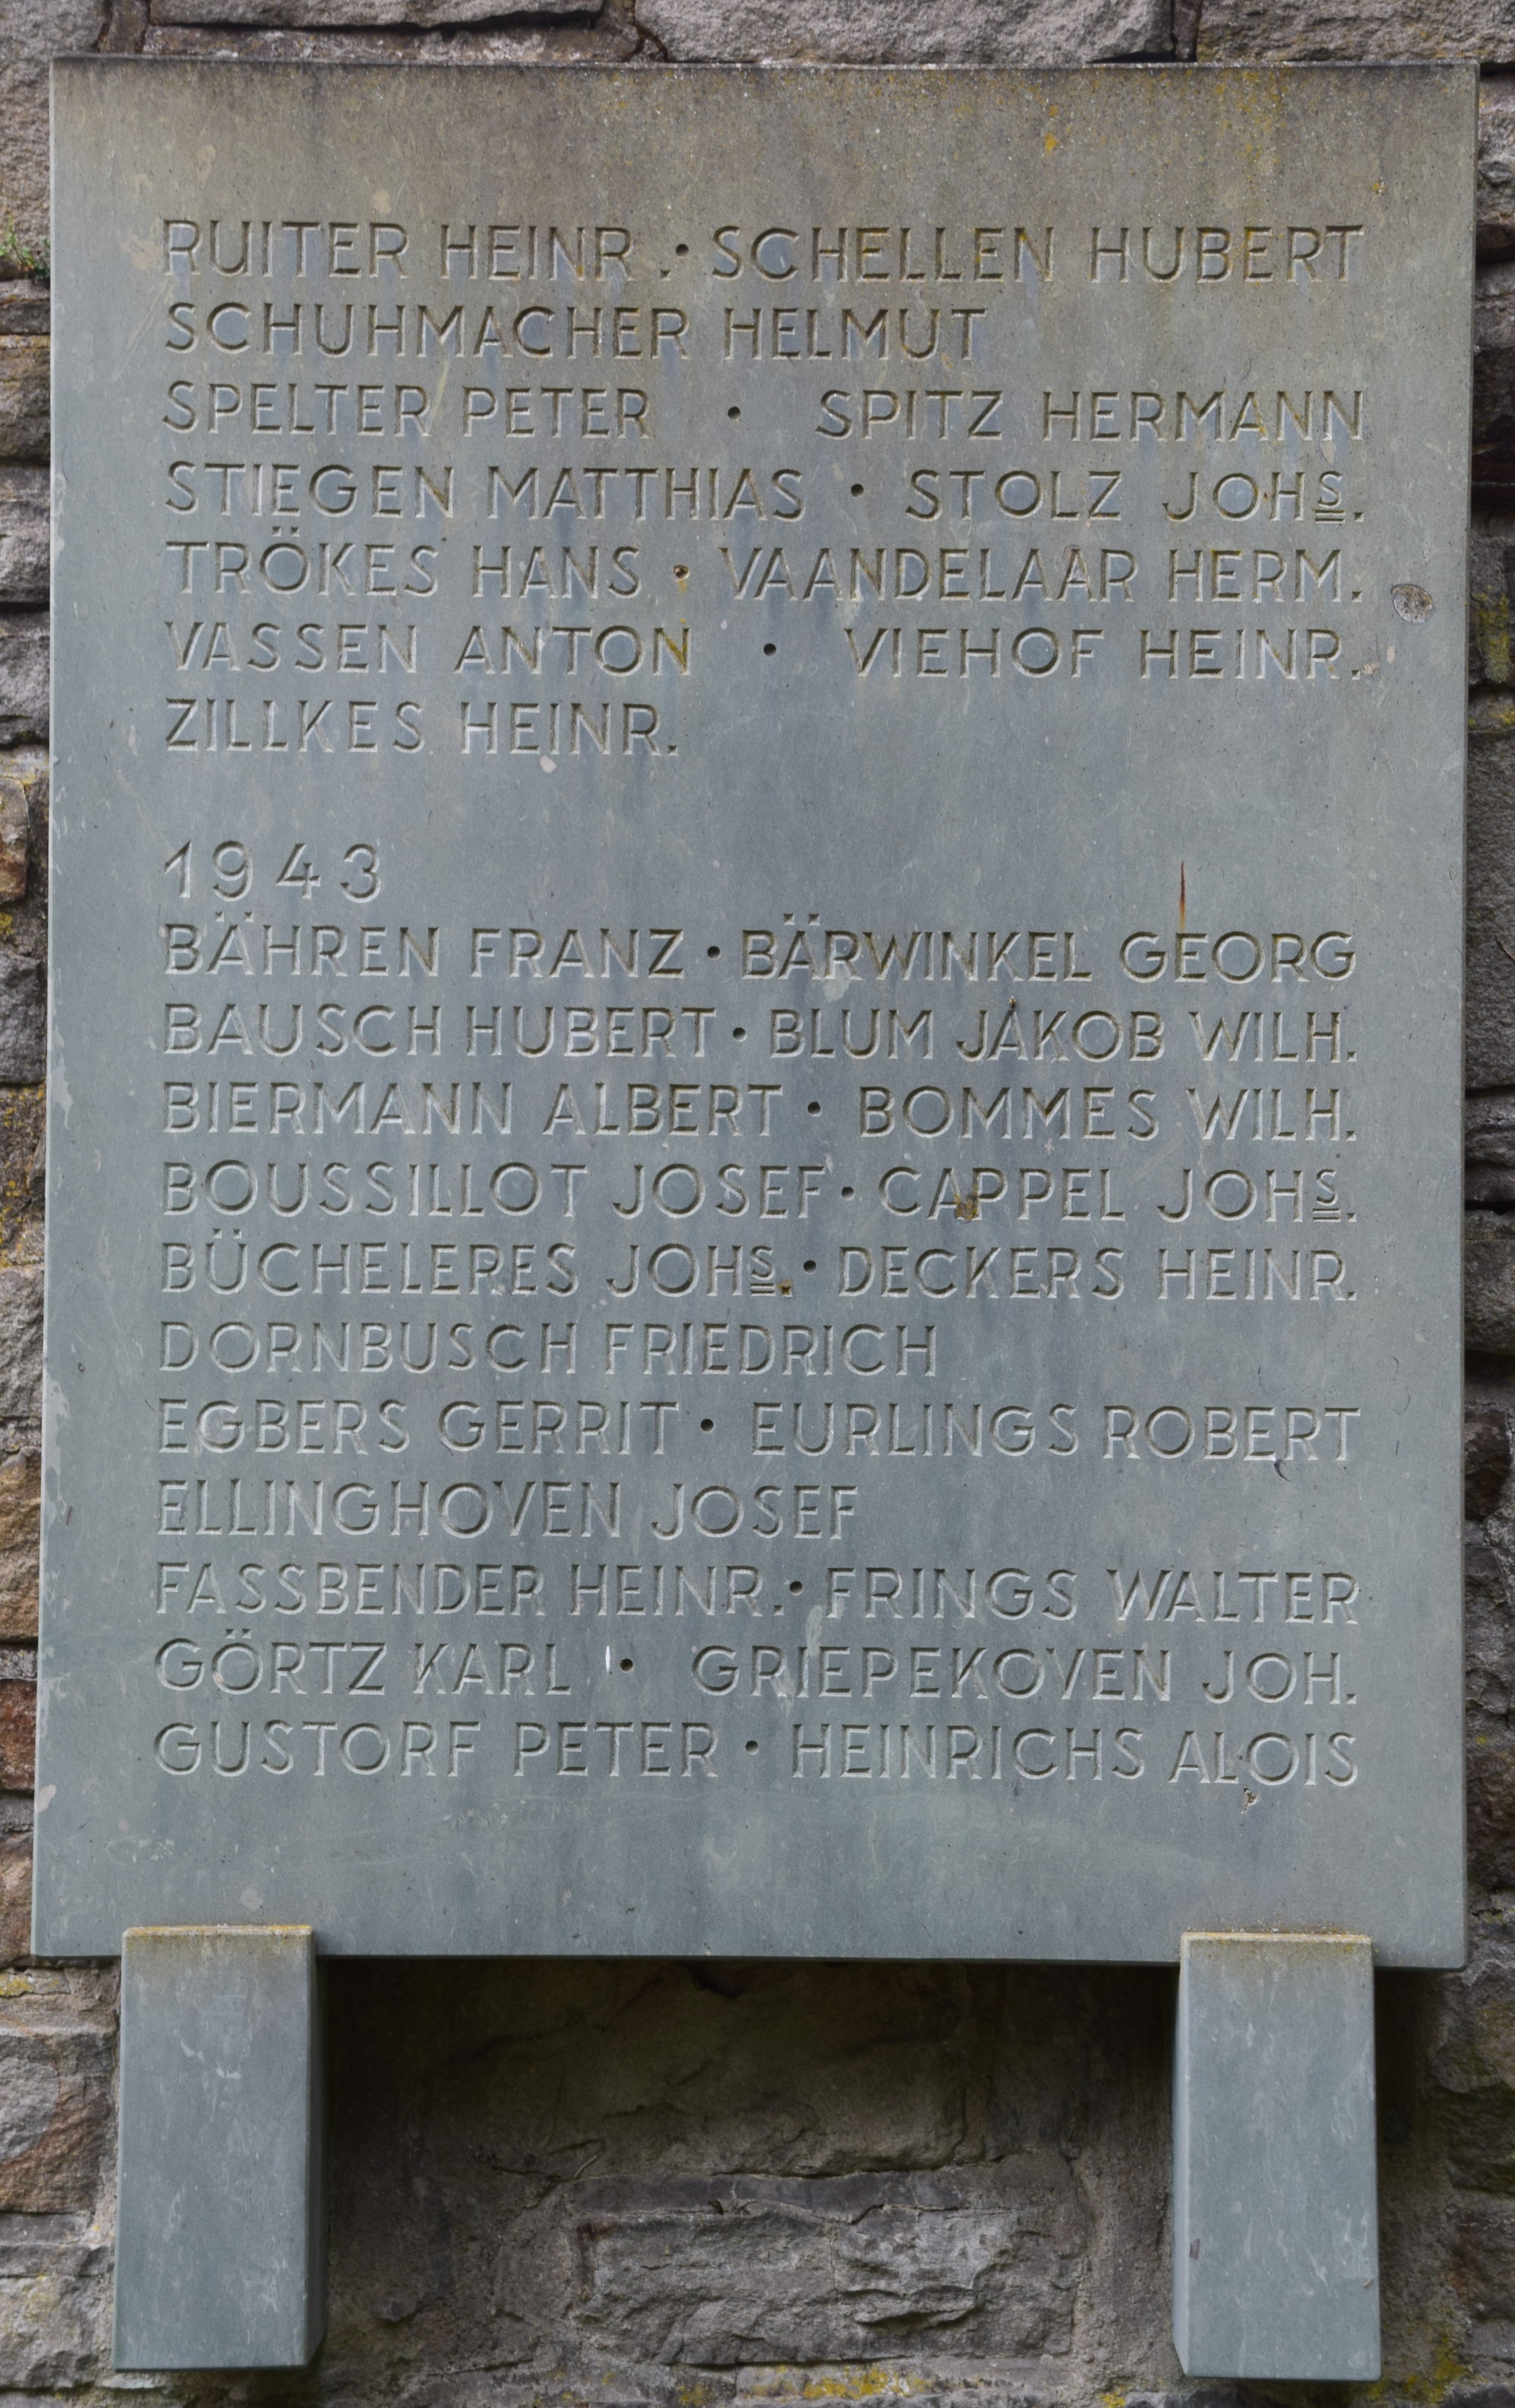 RUITER HEINR. · SCHELLEN HUBERT
SCHUHMACHER HELMUT
SPELTER PETER · SPITZ HERMANN
STIEGEN MATTHIAS · STOLZ JOHS.
TRÖKES HANS · VAANDELAAR HERM.
VASSEN ANTON · VIEHOF HEINR.
ZILLKES HEINR.
1943
BÄHREN FRANZ · BÄRWINKEL GEORG
BAUSCH HUBERT · BLUM JAKOB WILH.
BIERMANN ALBERT · BOMMES WILH.
BOUSSILLOT JOSEF · CAPPEL JOHS.
BÜCHELERES JOHS. · DECKERS HEINR.
DORNBUSCH FRIEDRICH
EGBERS GERRIT · EURLINGS ROBERT
ELLINGHOVEN JOSEF
FASSBENDER HEINR. · FRINGS WALTER
GÖRTZ KARL · GRIEPEKOVEN JOH.
GUSTORF PETER · HEINRICHS ALOIS